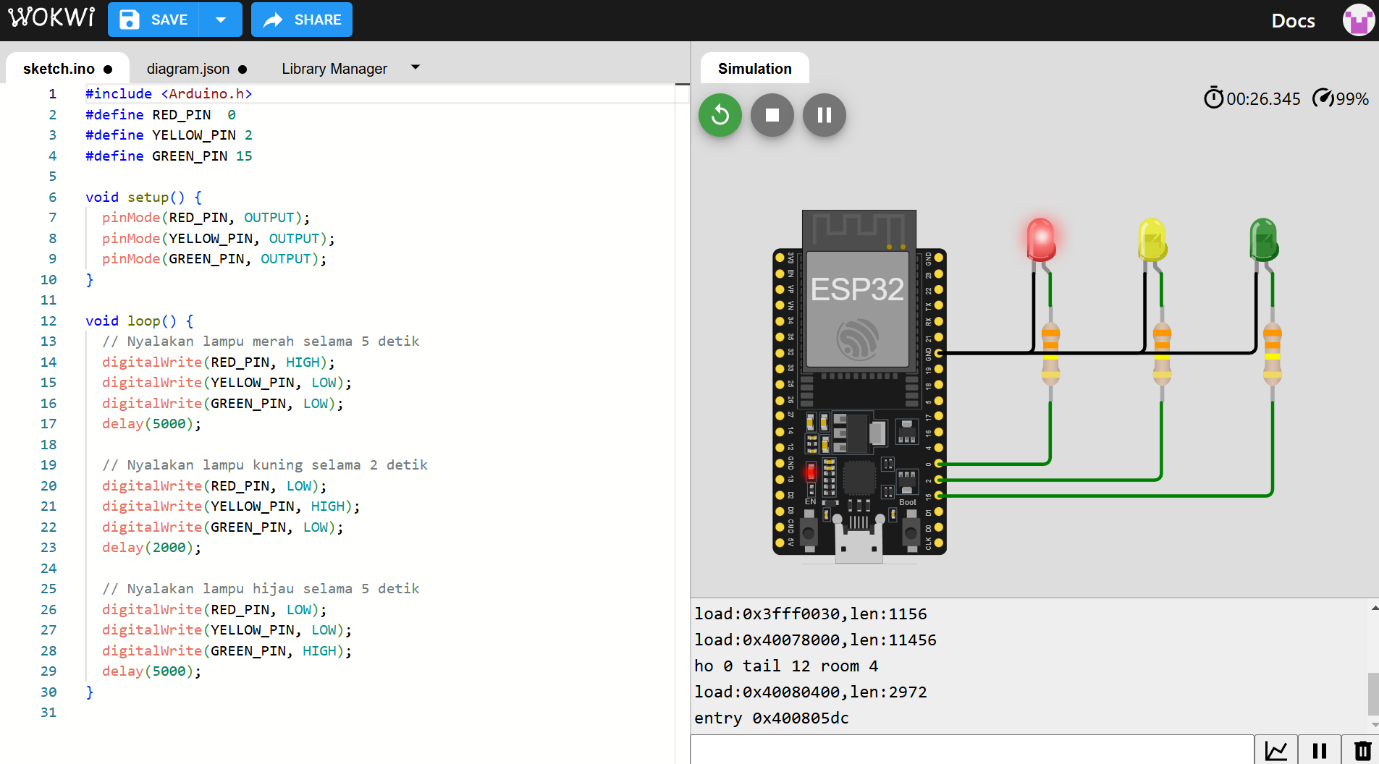 WOKWI SAVE SHARE Docs
sketch.ino ● diagram.json ● Library Manager
Simulation
00:26.345 99%
1 #include <Arduino.h>
2 #define RED_PIN  0
3 #define YELLOW_PIN 2
4 #define GREEN_PIN 15
5
6 void setup() {
7   pinMode(RED_PIN, OUTPUT);
8   pinMode(YELLOW_PIN, OUTPUT);
9   pinMode(GREEN_PIN, OUTPUT);
10 }
11
12 void loop() {
13   // Nyalakan lampu merah selama 5 detik
14   digitalWrite(RED_PIN, HIGH);
15   digitalWrite(YELLOW_PIN, LOW);
16   digitalWrite(GREEN_PIN, LOW);
17   delay(5000);
18
19   // Nyalakan lampu kuning selama 2 detik
20   digitalWrite(RED_PIN, LOW);
21   digitalWrite(YELLOW_PIN, HIGH);
22   digitalWrite(GREEN_PIN, LOW);
23   delay(2000);
24
25   // Nyalakan lampu hijau selama 5 detik
26   digitalWrite(RED_PIN, LOW);
27   digitalWrite(YELLOW_PIN, LOW);
28   digitalWrite(GREEN_PIN, HIGH);
29   delay(5000);
30 }
31
ESP32
EN
Boot
load:0x3fff0030,len:1156
load:0x40078000,len:11456
ho 0 tail 12 room 4
load:0x40080400,len:2972
entry 0x400805dc